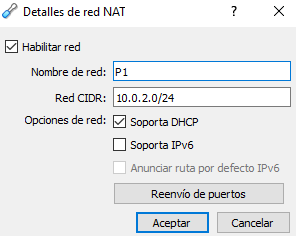 Detalles de red NAT
Habilitar red
Nombre de red: P1
Red CIDR: 10.0.2.0/24
Opciones de red: Soporta DHCP
Soporta IPv6
Anunciar ruta por defecto IPv6
Reenvío de puertos
Aceptar Cancelar